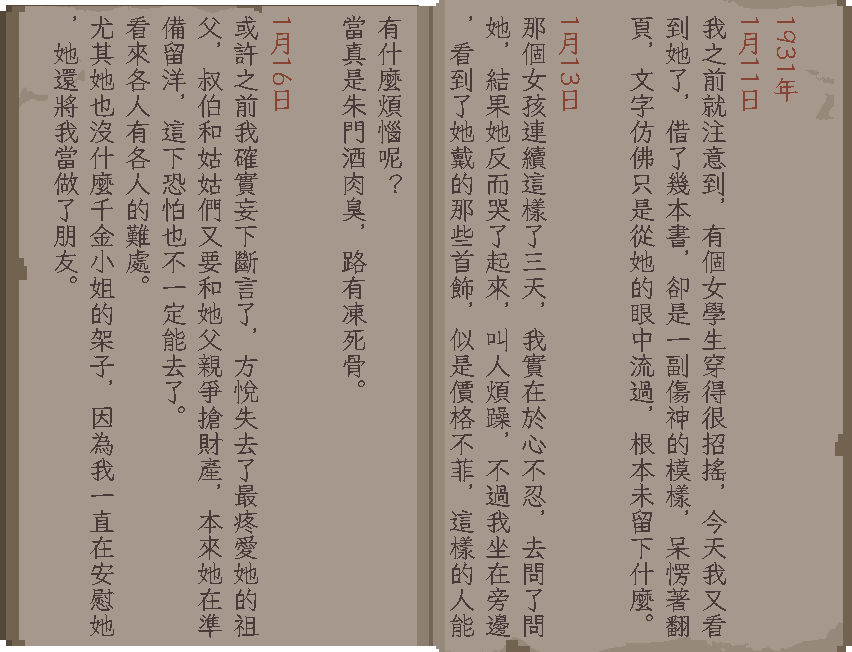 1931年
1月11日
我之前就注意到，有個女學生穿得很招搖，今天我又看
到她了，借了幾本書，卻是一副傷神的模樣，呆愣著翻
頁，文字仿佛只是從她的眼中流過，根本未留下什麼。
1月13日
那個女孩連續這樣了三天，我實在於心不忍，去問了問
她，結果她反而哭了起來，叫人煩躁，不過我坐在旁邊
，看到了她戴的那些首飾，似是價格不菲，這樣的人能
有什麼煩惱呢？
當真是朱門酒肉臭，路有凍死骨。
1月16日
或許之前我確實妄下斷言了，方悅失去了最疼愛她的祖
父，叔伯和姑姑們又要和她父親爭搶財產，本來她在準
備留洋，這下恐怕也不一定能去了。
看來各人有各人的難處。
尤其她也沒什麼千金小姐的架子，因為我一直在安慰她
，她還將我當做了朋友。